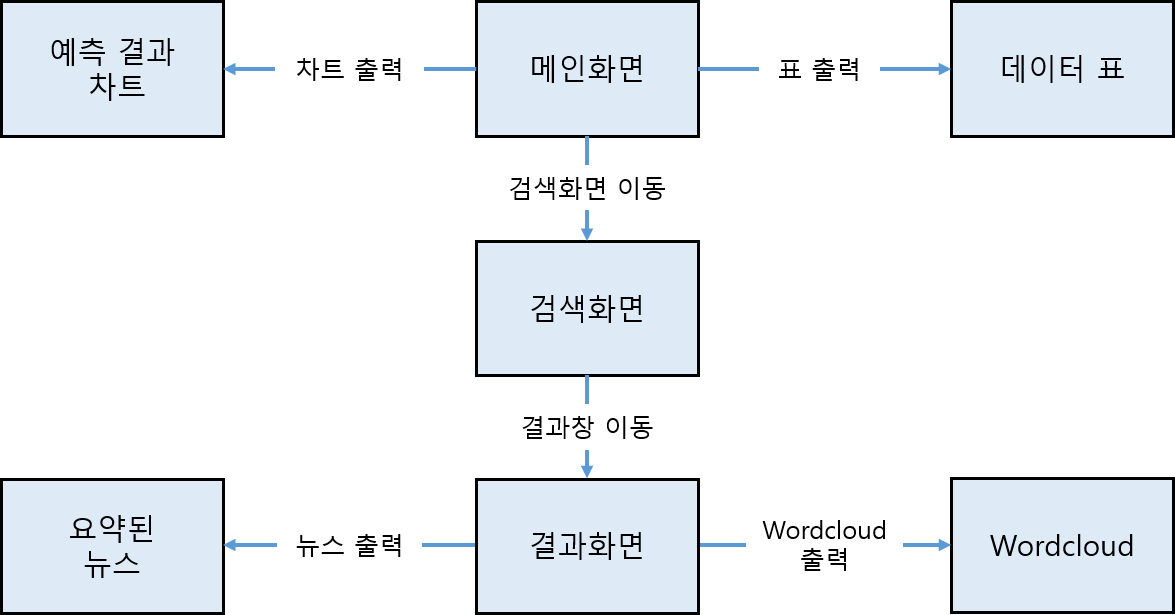 예측 결과
차트
차트 출력
메인화면
표 출력
데이터 표
검색화면 이동
검색화면
결과창 이동
요약된
뉴스
뉴스 출력
결과화면
Wordcloud
출력
Wordcloud